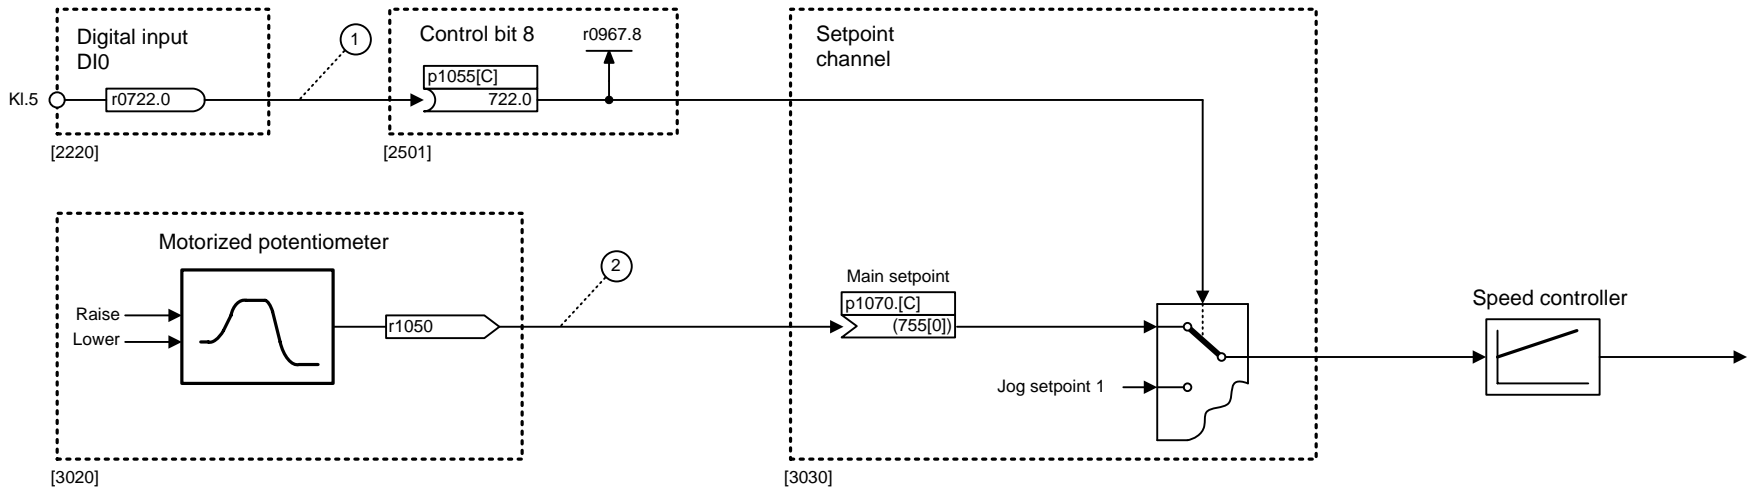 Digital input
DI0
Kl.5
r0722.0
[2220]
1
Control bit 8
r0967.8
p1055[C]
722.0
[2501]
Setpoint
channel
Motorized potentiometer
Raise
Lower
r1050
[3020]
2
Main setpoint
p1070.[C]
(755[0])
Jog setpoint 1
[3030]
Speed controller